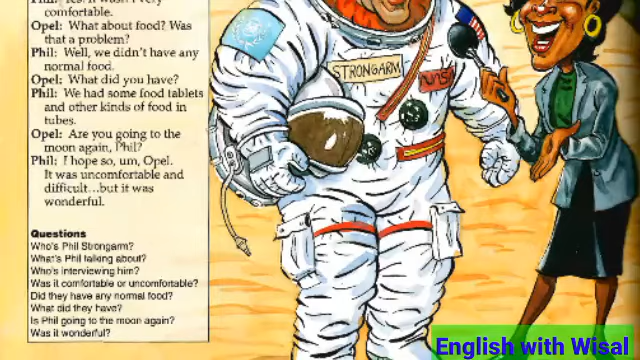 Phil: Yes, it wasn't very
comfortable.
Opel: What about food? Was
that a problem?
Phil: Well, we didn't have any
normal food.
Opel: What did you have?
Phil: We had some food tablets
and other kinds of food in
tubes.
Opel: Are you going to the
moon again, Phil?
Phil: I hope so, um, Opel.
It was uncomfortable and
difficult...but it was
wonderful.
Questions
Who's Phil Strongarm?
What's Phil talking about?
Who's interviewing him?
Was it comfortable or uncomfortable?
Did they have any normal food?
What did they have?
Is Phil going to the moon again?
Was it wonderful?
STRONGARM
NASA
English with Wisal